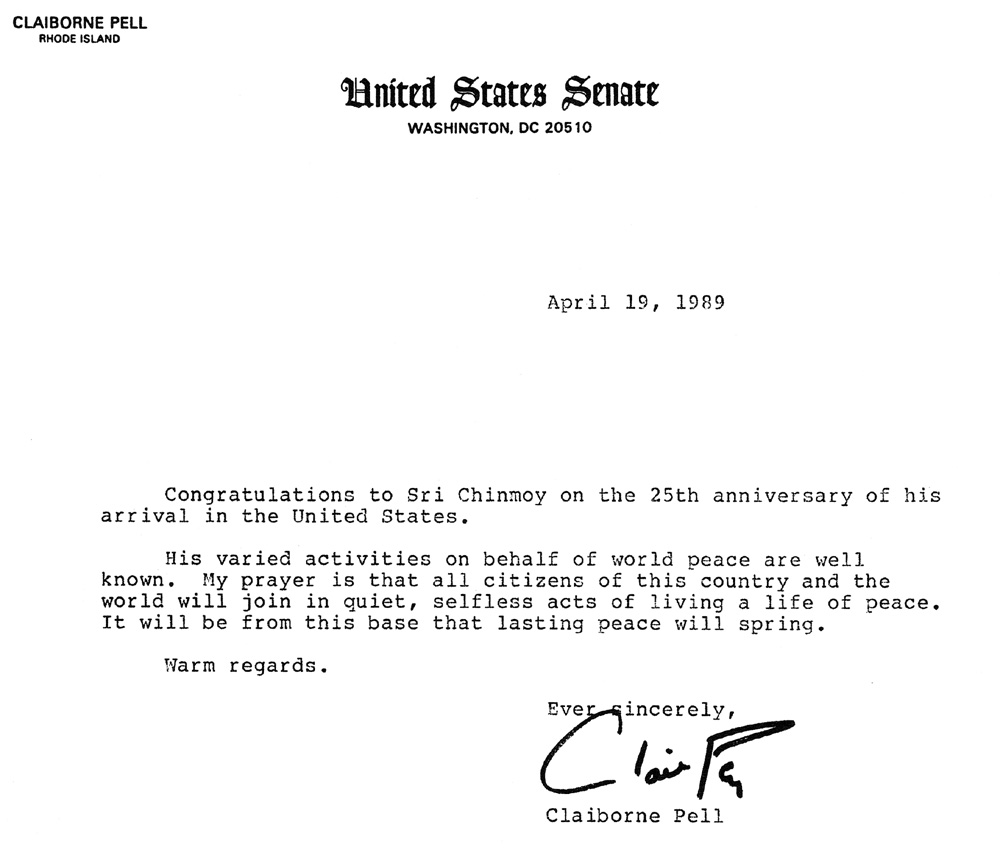 CLAIBORNE PELL
RHODE ISLAND
United States Senate
WASHINGTON, DC 20510
April 19, 1989
Congratulations to Sri Chinmoy on the 25th anniversary of his
arrival in the United States.
His varied activities on behalf of world peace are well
known. My prayer is that all citizens of this country and the
world will join in quiet, selfless acts of living a life of peace.
It will be from this base that lasting peace will spring.
Warm regards.
Ever sincerely,
Claiborne Pell